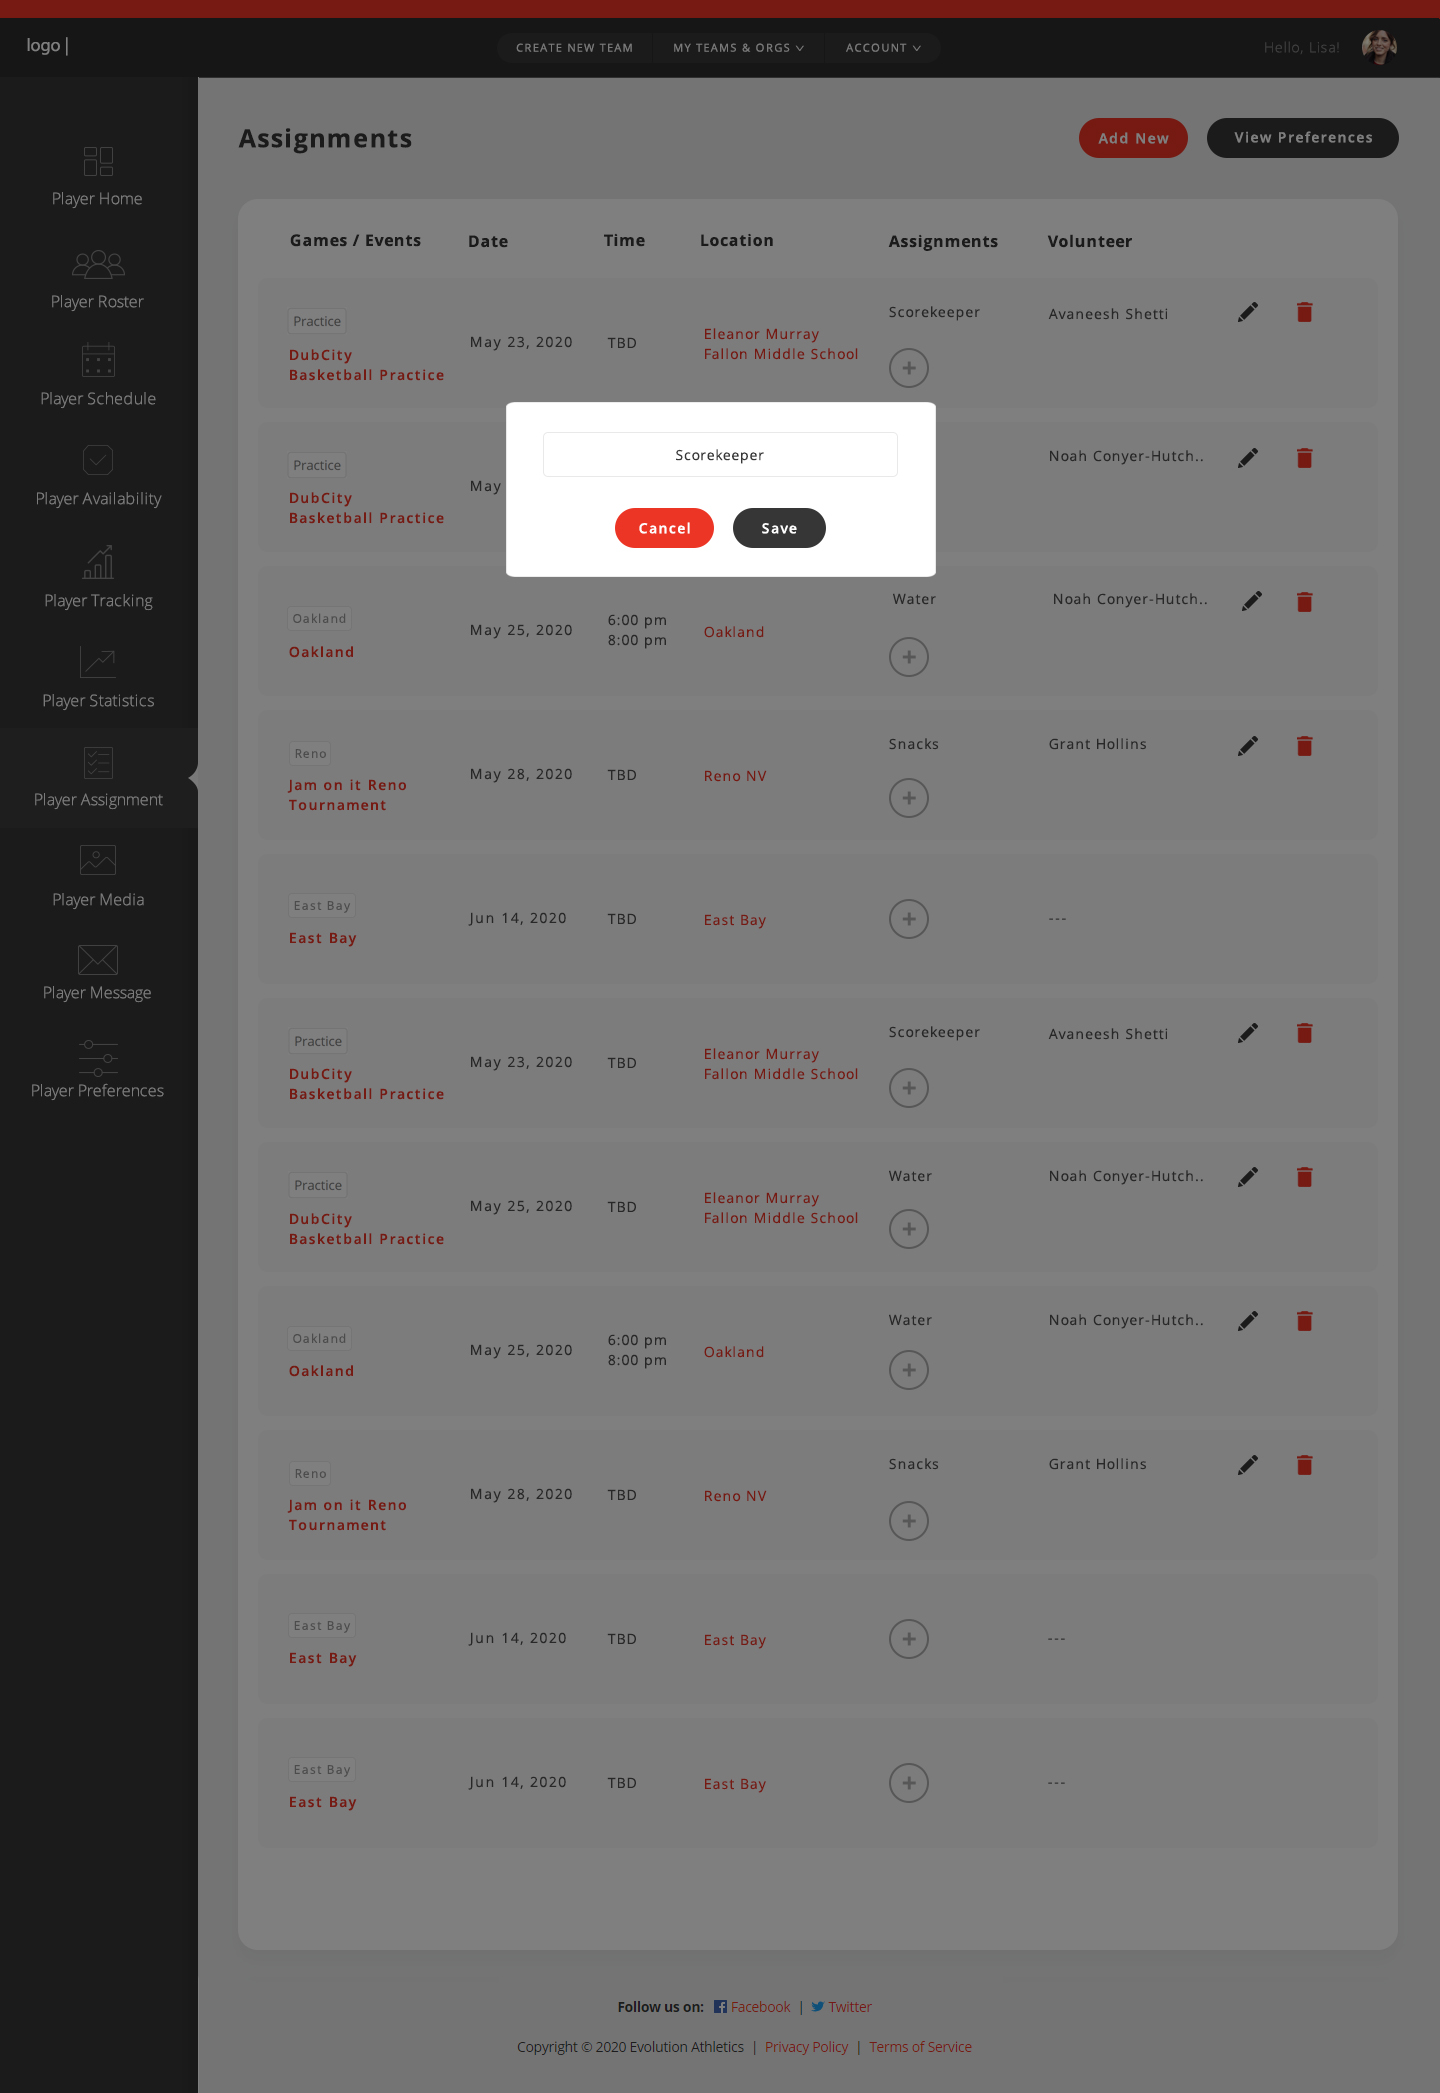 logo |
CREATE NEW TEAM
MY TEAMS & ORGS
ACCOUNT
Hello, Lisa!
Player Home
Player Roster
Player Schedule
Player Availability
Player Tracking
Player Statistics
Player Assignment
Player Media
Player Message
Player Preferences
Assignments
Add New
View Preferences
Games / Events
Date
Time
Location
Assignments
Volunteer
Practice
DubCity
Basketball Practice
May 23, 2020
TBD
Eleanor Murray
Fallon Middle School
Scorekeeper
Avaneesh Shetti
Practice
DubCity
Basketball Practice
May
Noah Conyer-Hutch..
Scorekeeper
Cancel
Save
Oakland
Oakland
May 25, 2020
6:00 pm
8:00 pm
Oakland
Water
Noah Conyer-Hutch..
Reno
Jam on it Reno
Tournament
May 28, 2020
TBD
Reno NV
Snacks
Grant Hollins
East Bay
East Bay
Jun 14, 2020
TBD
East Bay
---
Practice
DubCity
Basketball Practice
May 23, 2020
TBD
Eleanor Murray
Fallon Middle School
Scorekeeper
Avaneesh Shetti
Practice
DubCity
Basketball Practice
May 25, 2020
TBD
Eleanor Murray
Fallon Middle School
Water
Noah Conyer-Hutch..
Oakland
Oakland
May 25, 2020
6:00 pm
8:00 pm
Oakland
Water
Noah Conyer-Hutch..
Reno
Jam on it Reno
Tournament
May 28, 2020
TBD
Reno NV
Snacks
Grant Hollins
East Bay
East Bay
Jun 14, 2020
TBD
East Bay
---
East Bay
East Bay
Jun 14, 2020
TBD
East Bay
---
Follow us on: Facebook | Twitter
Copyright © 2020 Evolution Athletics | Privacy Policy | Terms of Service